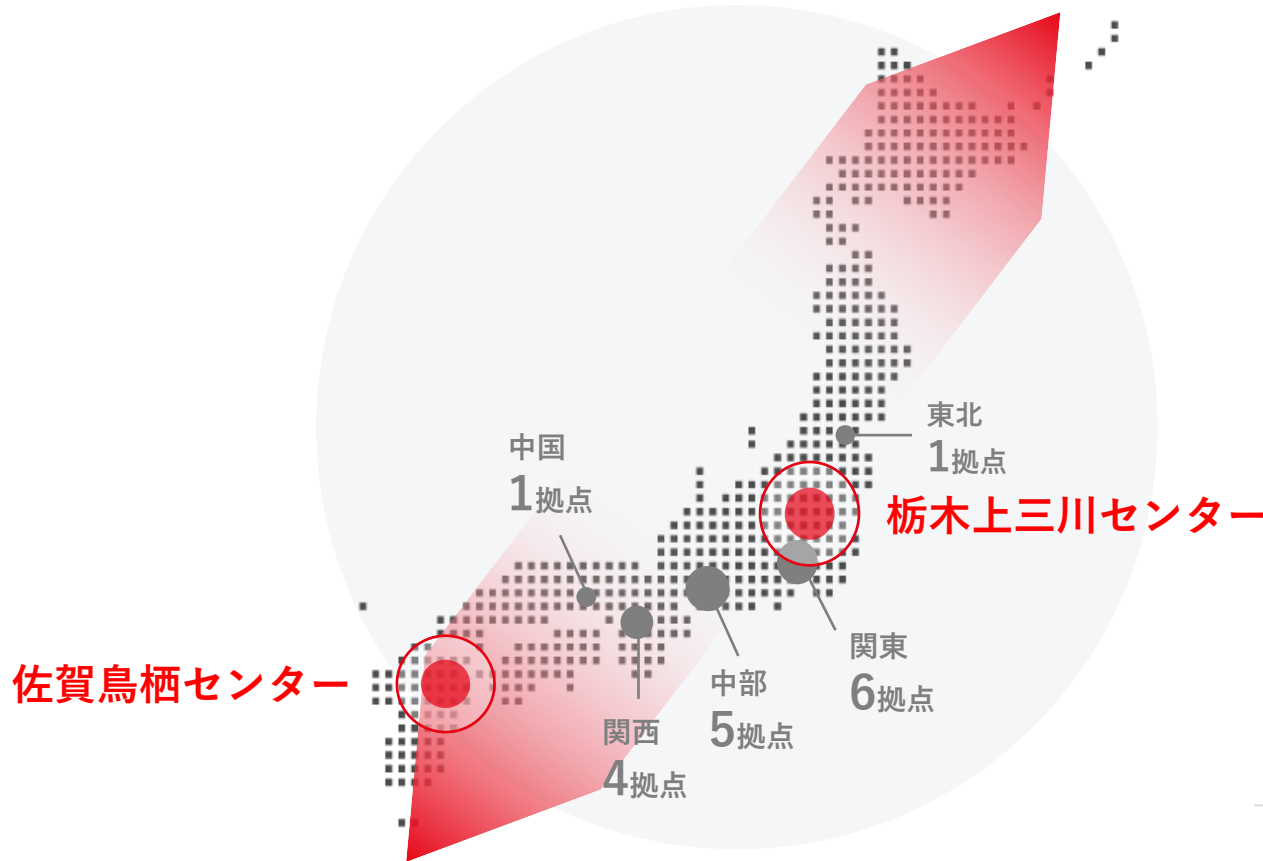 東北
1拠点
中国
1拠点
栃木上三川センター
関東
6拠点
佐賀鳥栖センター
中部
5拠点
関西
4拠点